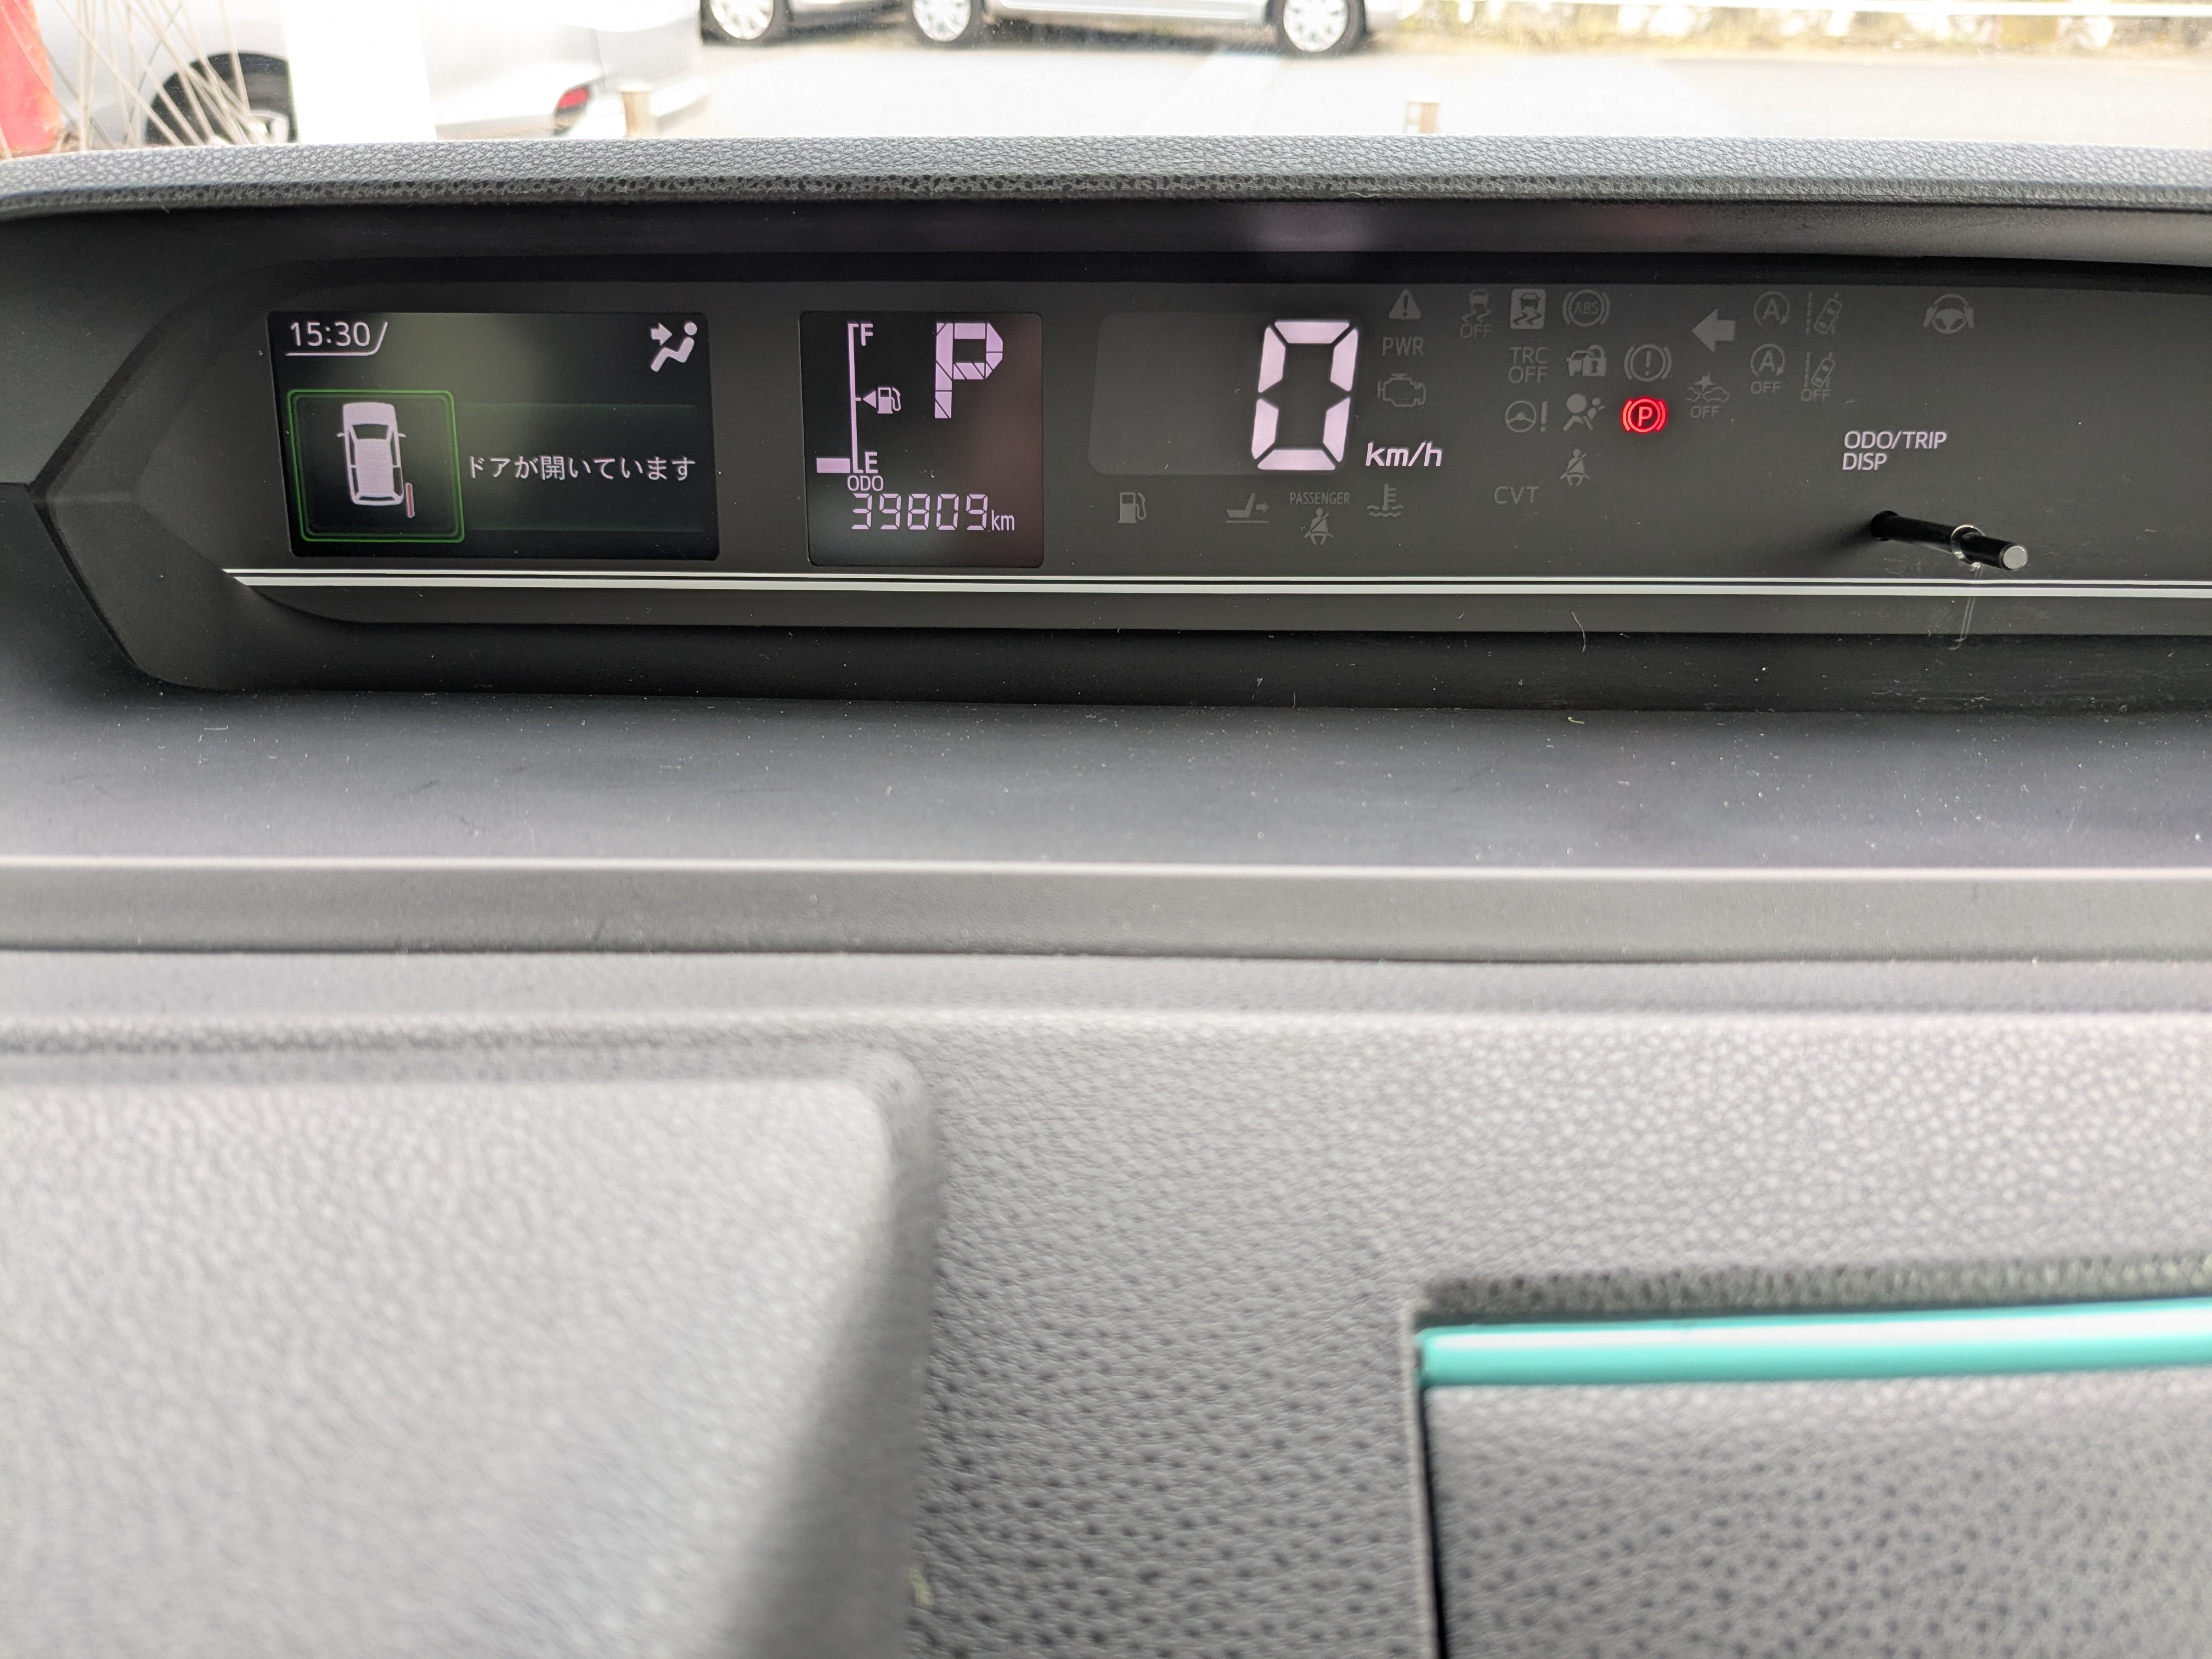 15:30
ドアが開いています
F
P
E
ODO
39809km
0
km/h
PWR
OFF
ABS
TRC
OFF
P
CVT
PASSENGER
OFF
A
A
OFF
OFF
ODO/TRIP
DISP